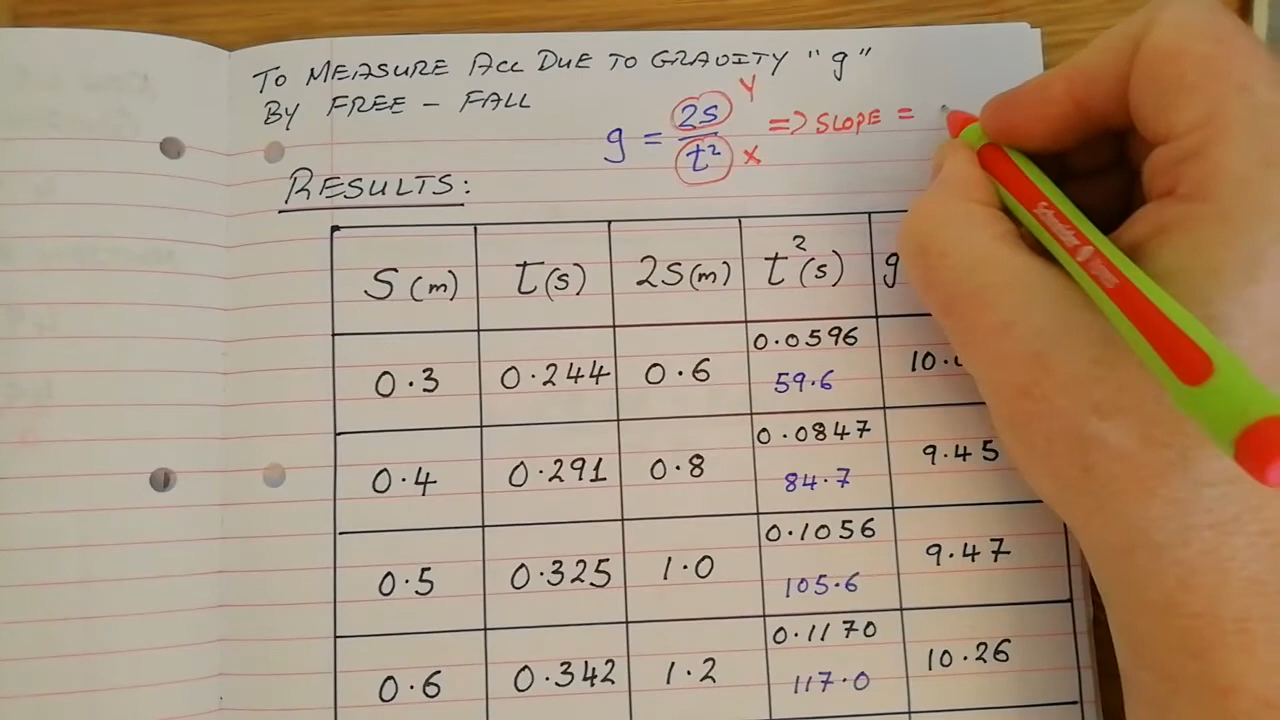 TO MEASURE ACC DUE TO GRAVITY "g"
BY FREE - FALL
g = 2s / t² Y X => SLOPE =
RESULTS:
S (m) t (s) 2S (m) t² (s) g
0.3 0.244 0.6 0.0596 59.6 10.
0.4 0.291 0.8 0.0847 84.7 9.45
0.5 0.325 1.0 0.1056 105.6 9.47
0.6 0.342 1.2 0.1170 117.0 10.26
Schneider